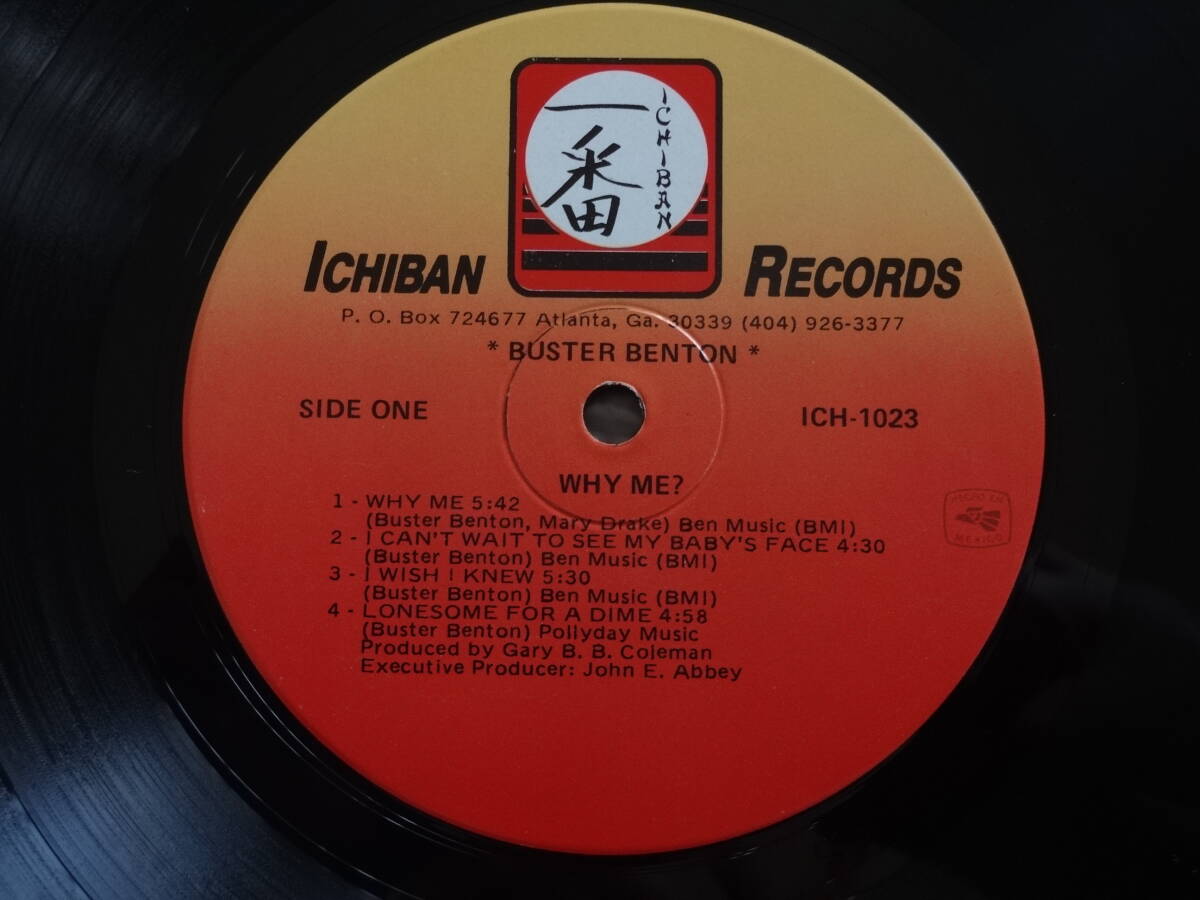 一番
ICHIBAN
ICHIBAN RECORDS
P. O. Box 724677 Atlanta, Ga. 30339 (404) 926-3377
* BUSTER BENTON *
SIDE ONE
ICH-1023
WHY ME?
1 - WHY ME 5:42
(Buster Benton, Mary Drake) Ben Music (BMI)
2 - I CAN'T WAIT TO SEE MY BABY'S FACE 4:30
(Buster Benton) Ben Music (BMI)
3 - I WISH I KNEW 5:30
(Buster Benton) Ben Music (BMI)
4 - LONESOME FOR A DIME 4:58
(Buster Benton) Pollyday Music
Produced by Gary B. B. Coleman
Executive Producer: John E. Abbey
HECHO EN
MEXICO